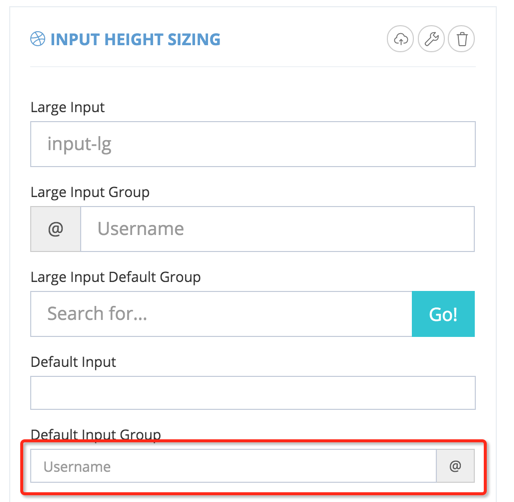 INPUT HEIGHT SIZING
Large Input
input-lg
Large Input Group
@ Username
Large Input Default Group
Search for... Go!
Default Input
Default Input Group
Username @